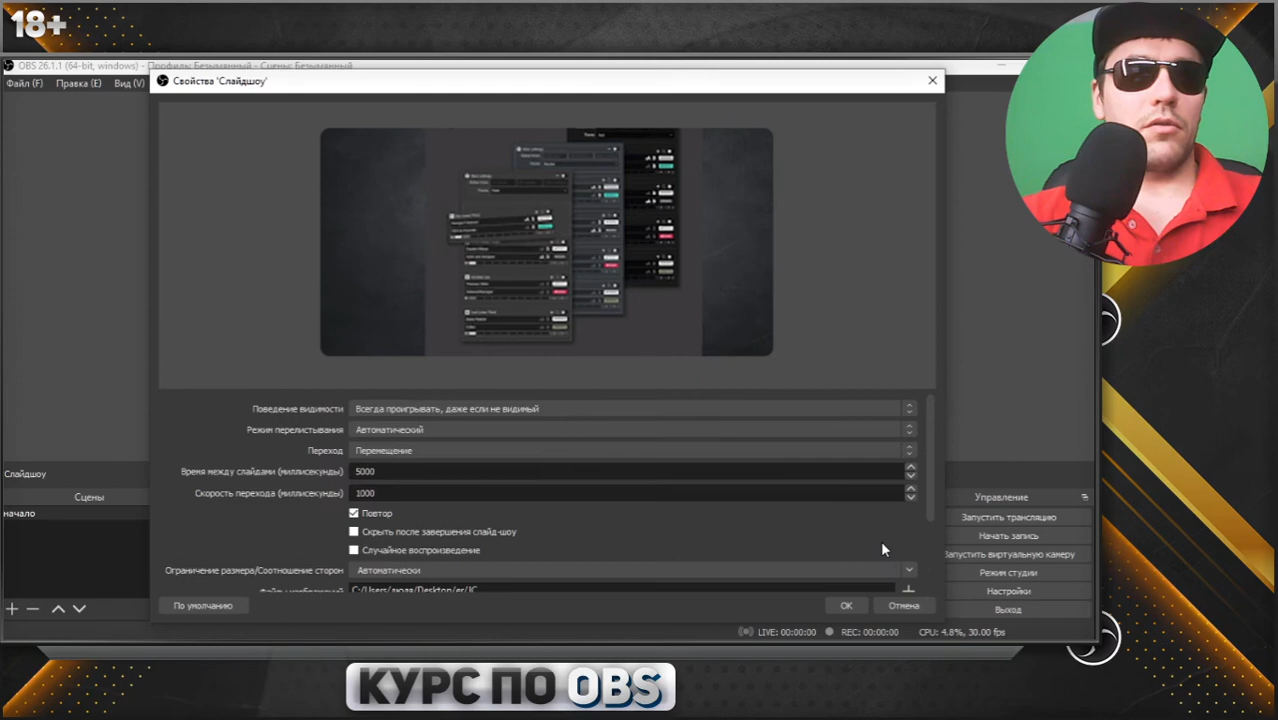 18+
OBS 26.1.1 (64-bit, windows) - Профиль: Безымянный - Сцены: Безымянный
Файл (F) Правка (E) Вид (V)
Свойства 'Слайдшоу'
Поведение видимости Всегда проигрывать, даже если не видимый
Режим перелистывания Автоматический
Переход Перемещение
Время между слайдами (миллисекунды) 5000
Скорость перехода (миллисекунды) 1000
Повтор
Скрыть после завершения слайд-шоу
Случайное воспроизведение
Ограничение размера/Соотношение сторон Автоматически
По умолчанию OK Отмена
Слайдшоу
Сцены
начало
Управление
Запустить трансляцию
Начать запись
Запустить виртуальную камеру
Режим студии
Настройки
Выход
LIVE: 00:00:00 REC: 00:00:00 CPU: 4.8%, 30.00 fps
КУРС ПО OBS